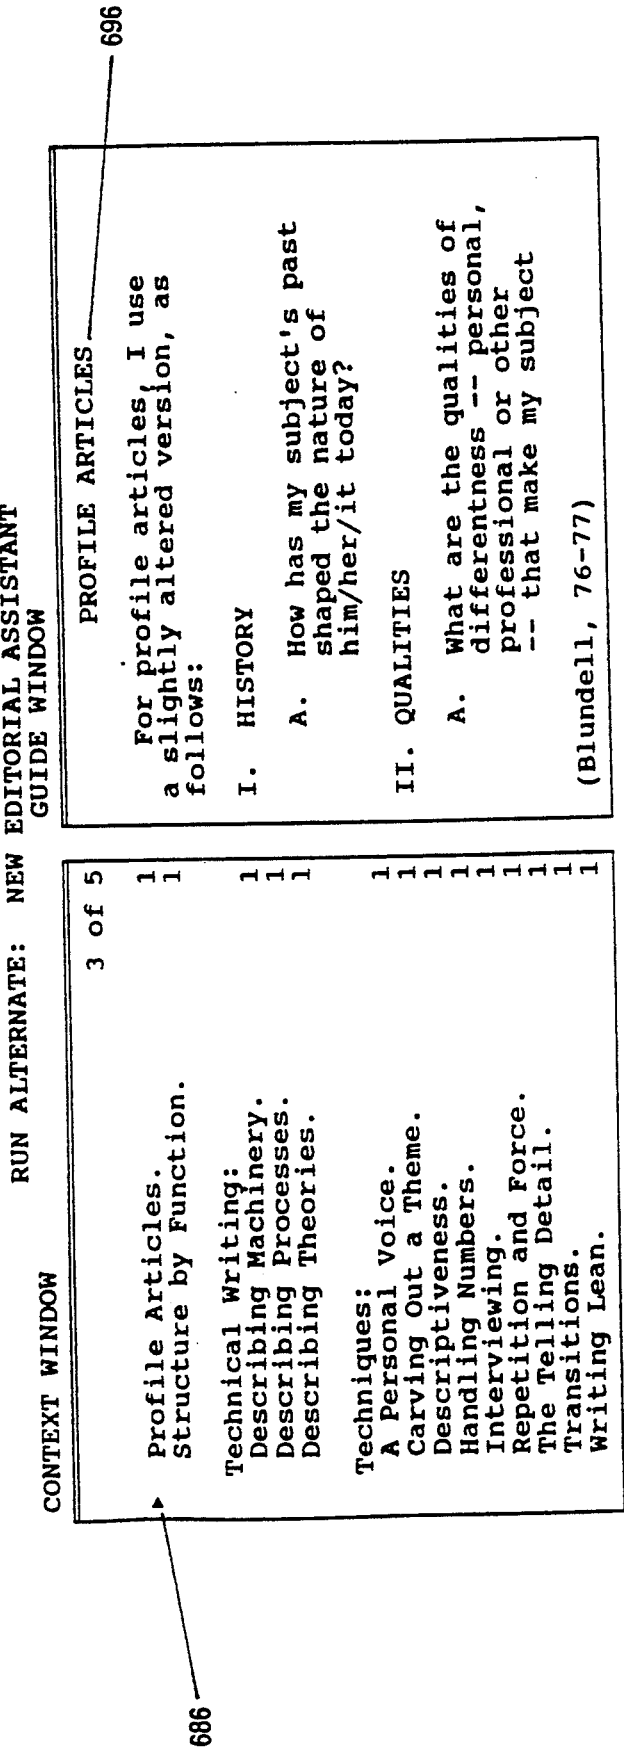 RUN ALTERNATE: NEW EDITORIAL ASSISTANT
CONTEXT WINDOW
3 of 5
Profile Articles. 1
Structure by Function. 1
Technical Writing:
Describing Machinery. 1
Describing Processes. 1
Describing Theories. 1
Techniques:
A Personal Voice. 1
Carving Out a Theme. 1
Descriptiveness. 1
Handling Numbers. 1
Interviewing. 1
Repetition and Force. 1
The Telling Detail. 1
Transitions. 1
Writing Lean. 1
686
GUIDE WINDOW
PROFILE ARTICLES
696
For profile articles, I use
a slightly altered version, as
follows:
I. HISTORY
A. How has my subject's past
shaped the nature of
him/her/it today?
II. QUALITIES
A. What are the qualities of
differentness -- personal,
professional or other
-- that make my subject
(Blundell, 76-77)